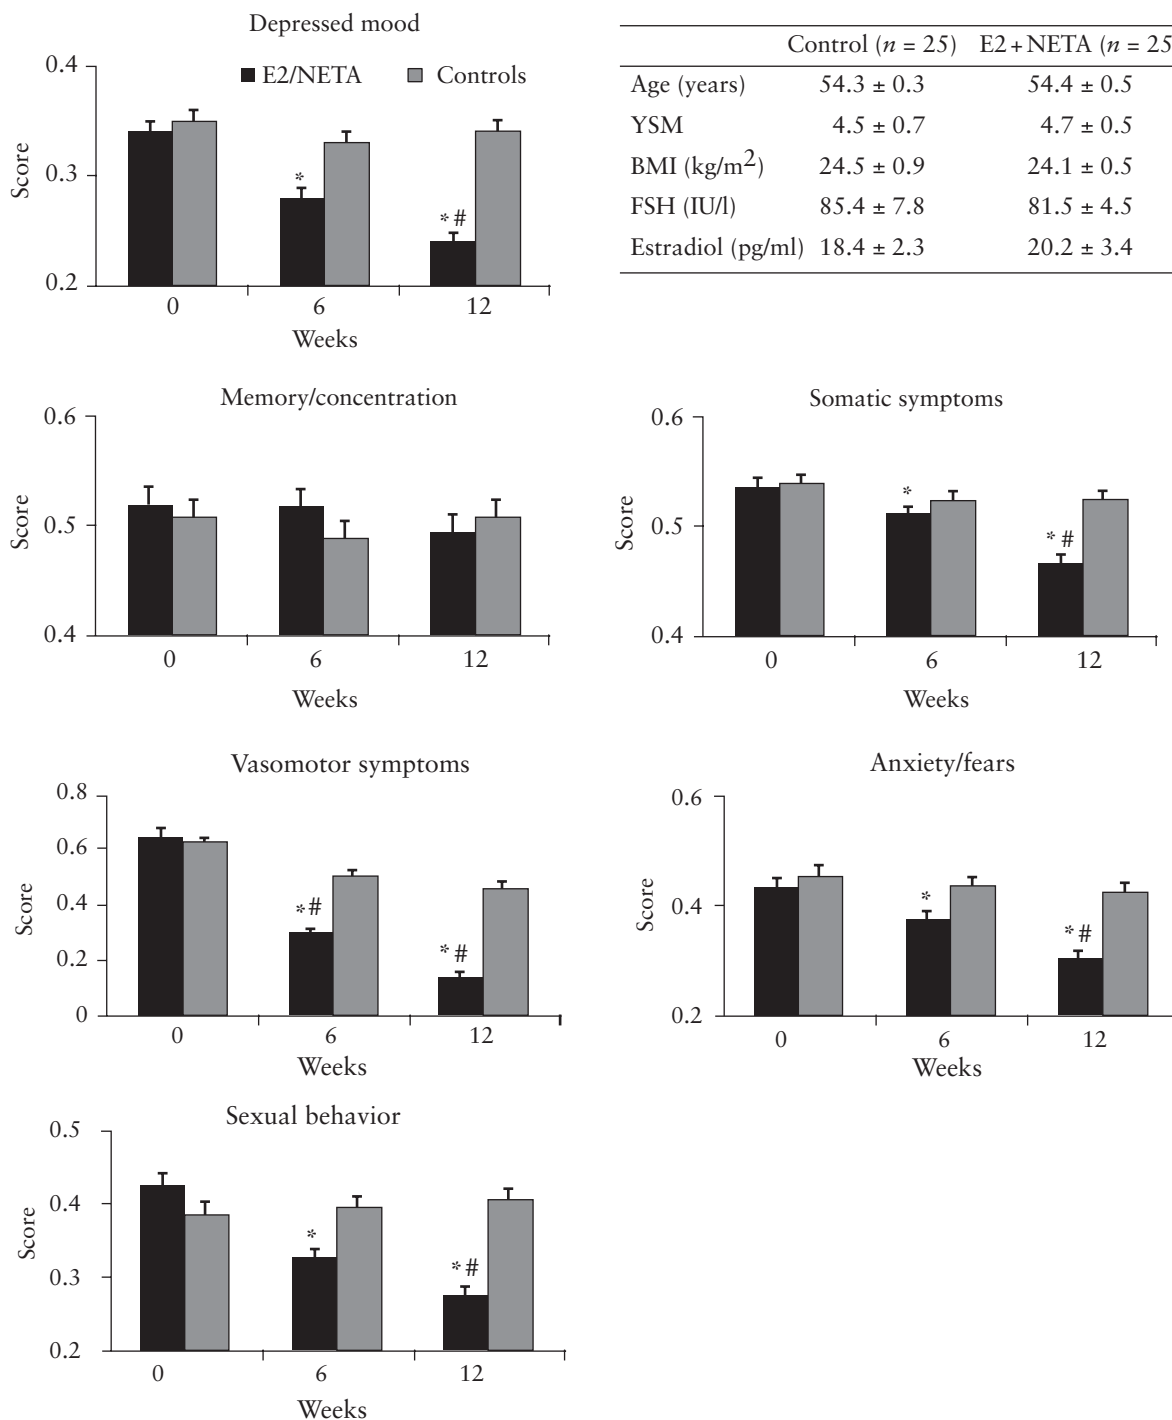 Depressed mood
0.4
E2/NETA Controls
0.3
*
* #
0.2
0 6 12
Score
Weeks
Control (n = 25) E2 + NETA (n = 25
Age (years) 54.3 ± 0.3 54.4 ± 0.5
YSM 4.5 ± 0.7 4.7 ± 0.5
BMI (kg/m²) 24.5 ± 0.9 24.1 ± 0.5
FSH (IU/l) 85.4 ± 7.8 81.5 ± 4.5
Estradiol (pg/ml) 18.4 ± 2.3 20.2 ± 3.4
Memory/concentration
0.6
0.5
0.4
0 6 12
Score
Weeks
Somatic symptoms
0.6
*
0.5
* #
0.4
0 6 12
Score
Weeks
Vasomotor symptoms
0.8
0.6
0.4
* #
0.2
* #
0
0 6 12
Score
Weeks
Anxiety/fears
0.6
0.4
*
* #
0.2
0 6 12
Score
Weeks
Sexual behavior
0.5
0.4
*
0.3
* #
0.2
0 6 12
Score
Weeks